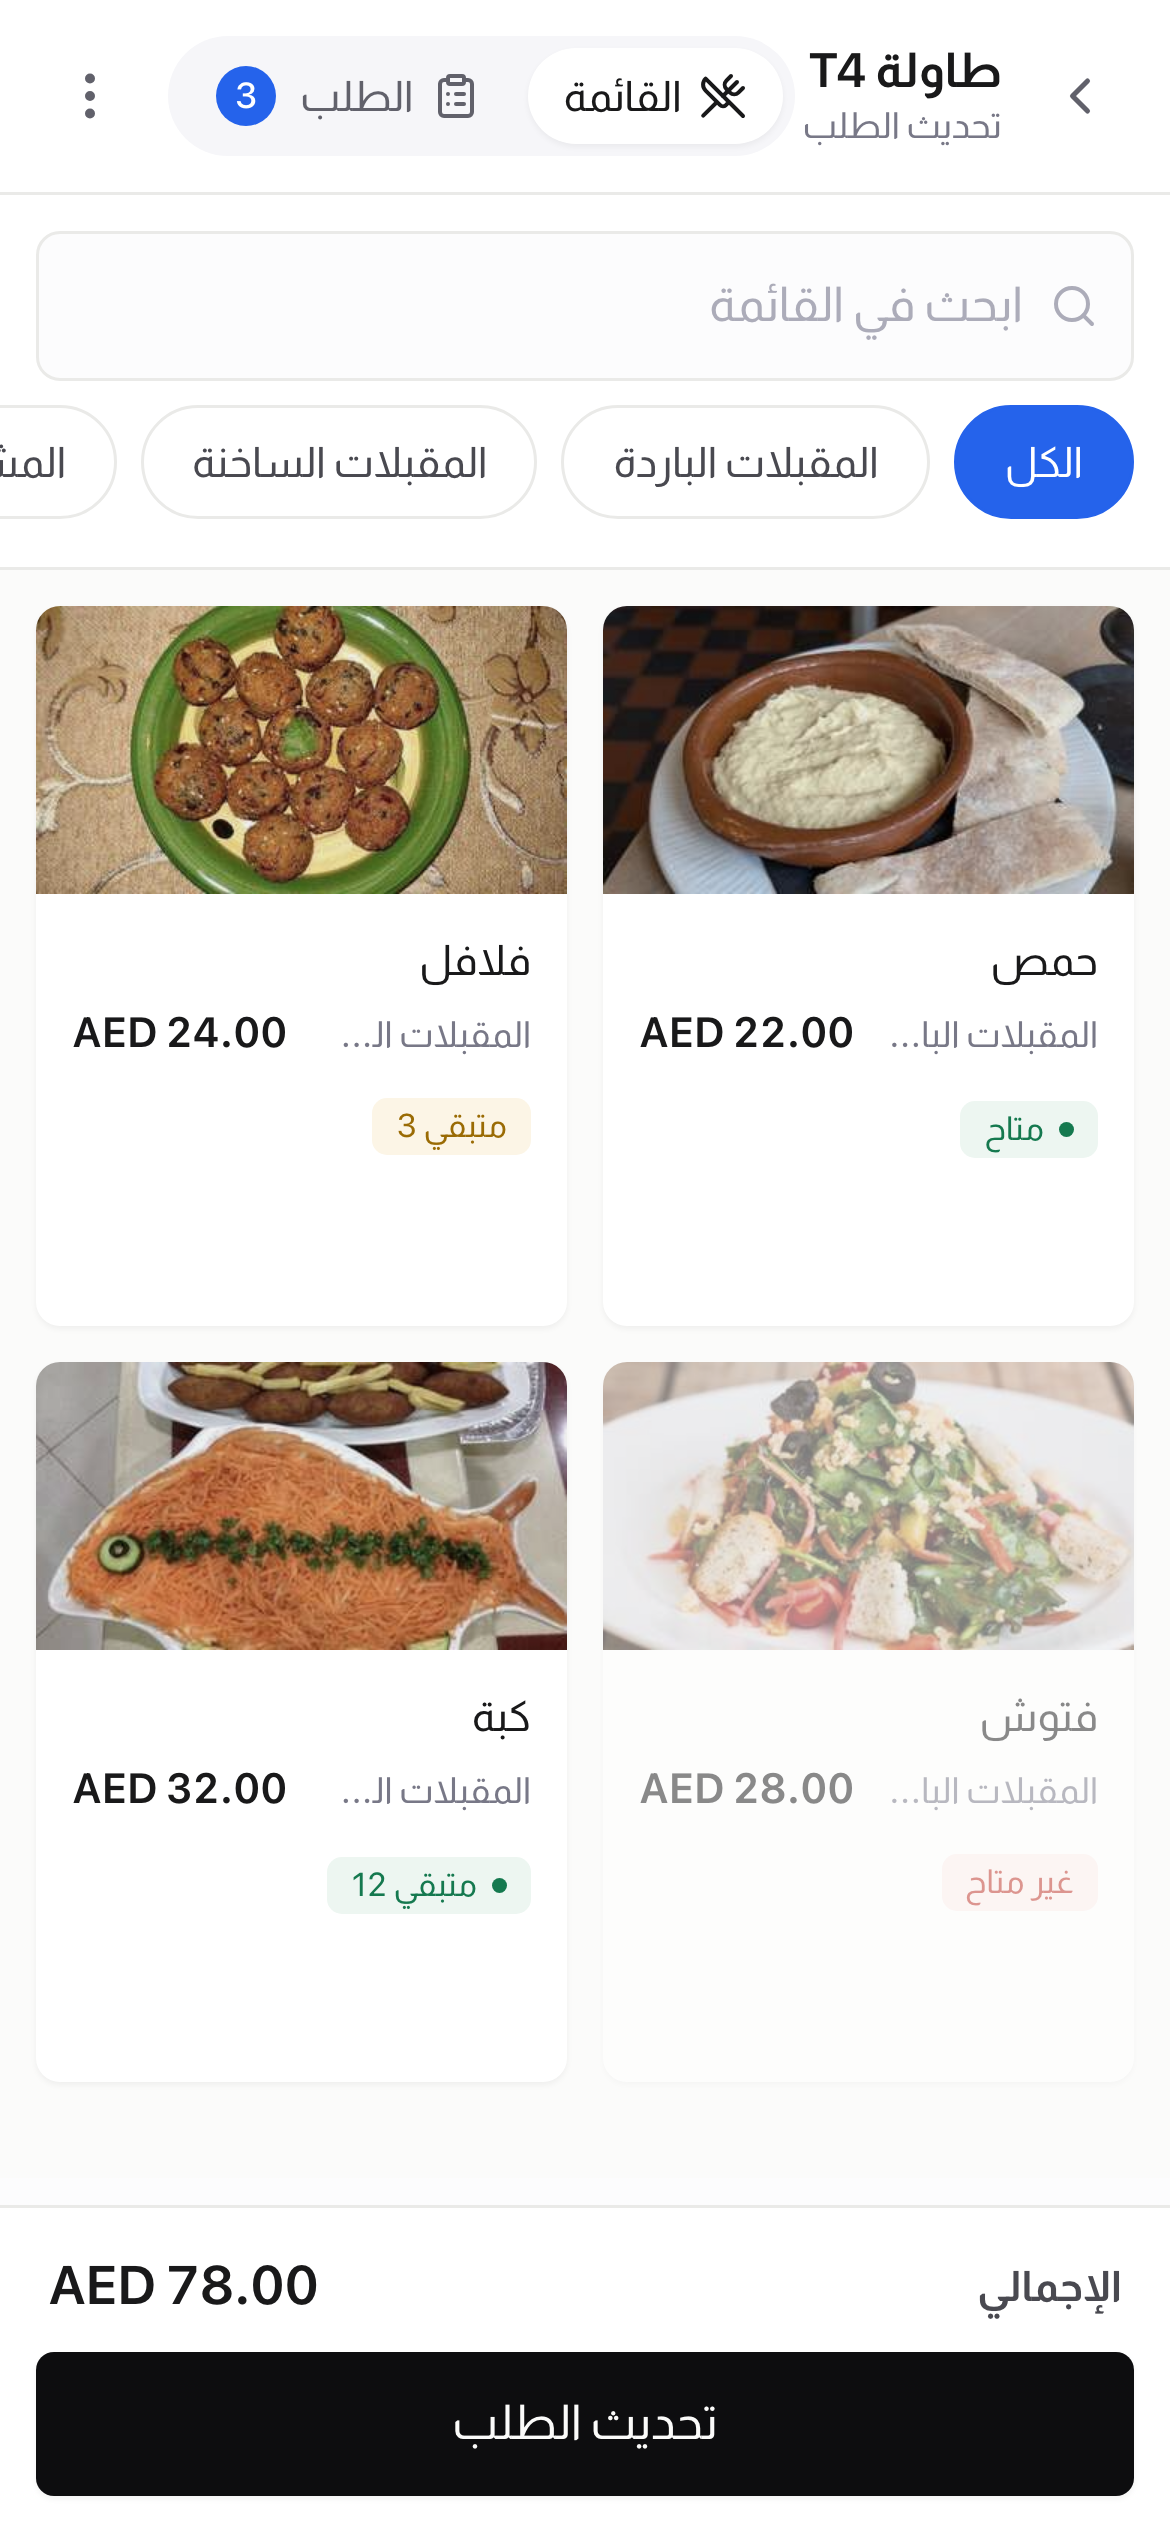 طاولة T4
تحديث الطلب
القائمة
الطلب 3
ابحث في القائمة
الكل
المقبلات الباردة
المقبلات الساخنة
المش
حمص
المقبلات البا... AED 22.00
متاح
فلافل
المقبلات الـ... AED 24.00
متبقي 3
فتوش
المقبلات البا... AED 28.00
غير متاح
كبة
المقبلات الـ... AED 32.00
متبقي 12
الإجمالي AED 78.00
تحديث الطلب